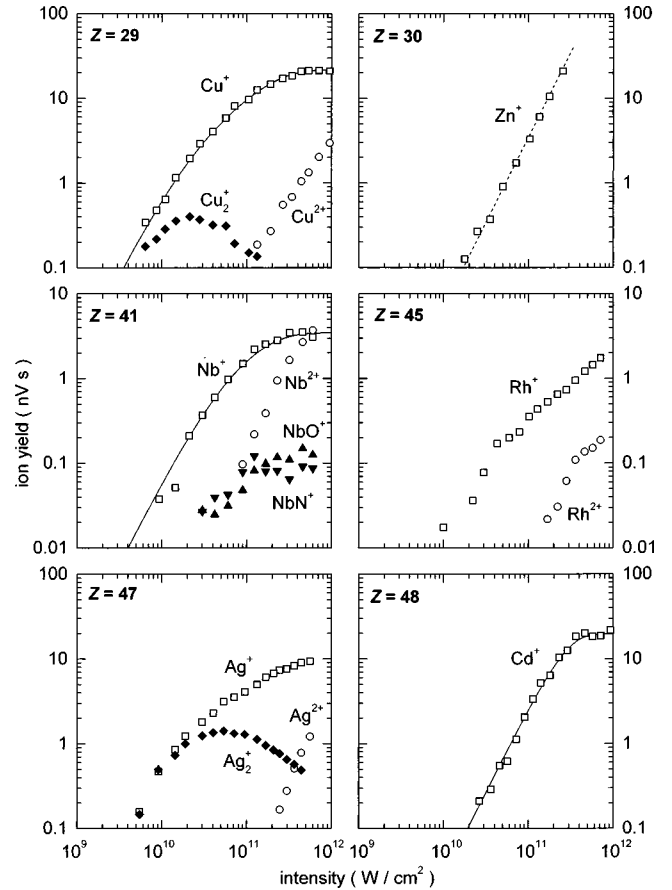 Z = 29
Z = 30
100
10
1
0.1
Cu⁺
Cu₂⁺
Cu²⁺
Zn⁺
100
10
1
0.1
Z = 41
Z = 45
10
1
0.1
0.01
Nb⁺
Nb²⁺
NbO⁺
NbN⁺
Rh⁺
Rh²⁺
10
1
0.1
0.01
ion yield ( nV s )
Z = 47
Z = 48
100
10
1
0.1
Ag⁺
Ag²⁺
Ag₂⁺
Cd⁺
100
10
1
0.1
10⁹ 10¹⁰ 10¹¹ 10¹² 10⁹ 10¹⁰ 10¹¹ 10¹²
intensity ( W / cm² )
intensity ( W / cm² )